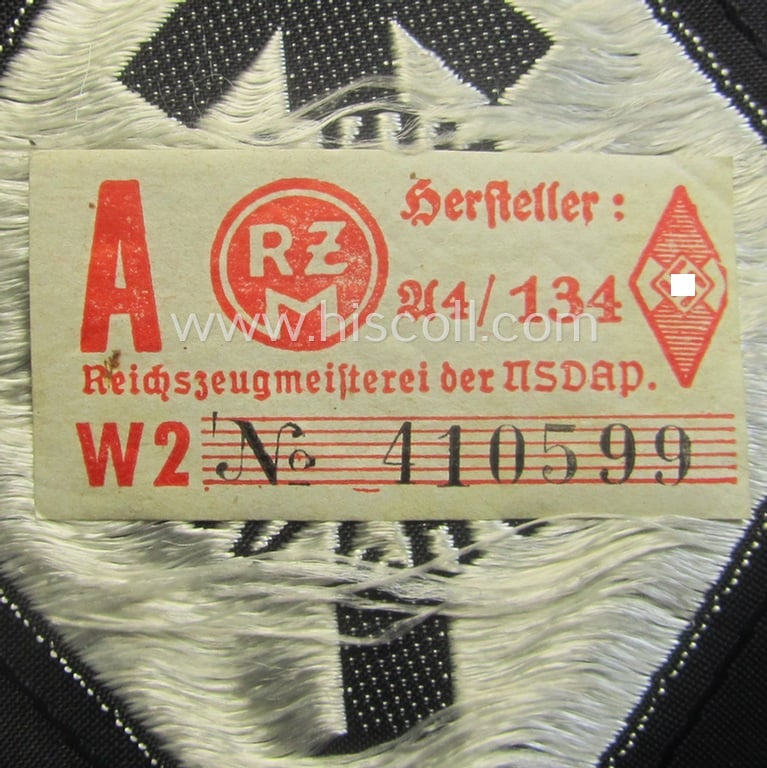 A RZM Hersteller :
A4/ 134
www.hiscoll.com
Reichszeugmeisterei der NSDAP.
W2 № 410599